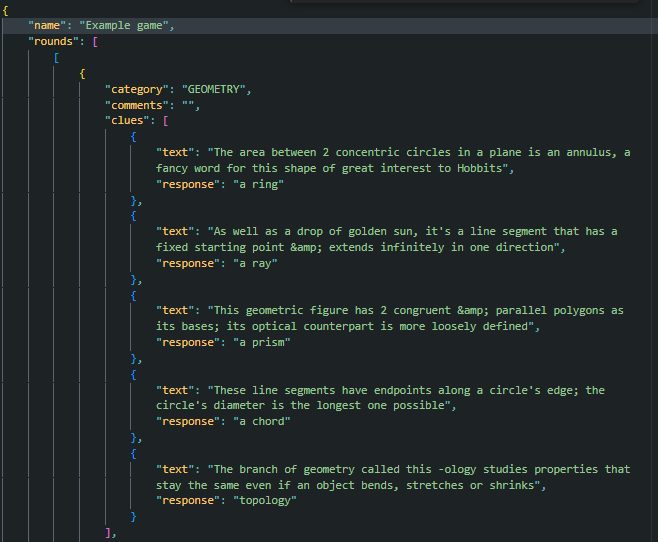 {
"name": "Example game",
"rounds": [
[
{
"category": "GEOMETRY",
"comments": "",
"clues": [
{
"text": "The area between 2 concentric circles in a plane is an annulus, a
fancy word for this shape of great interest to Hobbits",
"response": "a ring"
},
{
"text": "As well as a drop of golden sun, it's a line segment that has a
fixed starting point &amp; extends infinitely in one direction",
"response": "a ray"
},
{
"text": "This geometric figure has 2 congruent &amp; parallel polygons as
its bases; its optical counterpart is more loosely defined",
"response": "a prism"
},
{
"text": "These line segments have endpoints along a circle's edge; the
circle's diameter is the longest one possible",
"response": "a chord"
},
{
"text": "The branch of geometry called this -ology studies properties that
stay the same even if an object bends, stretches or shrinks",
"response": "topology"
}
],